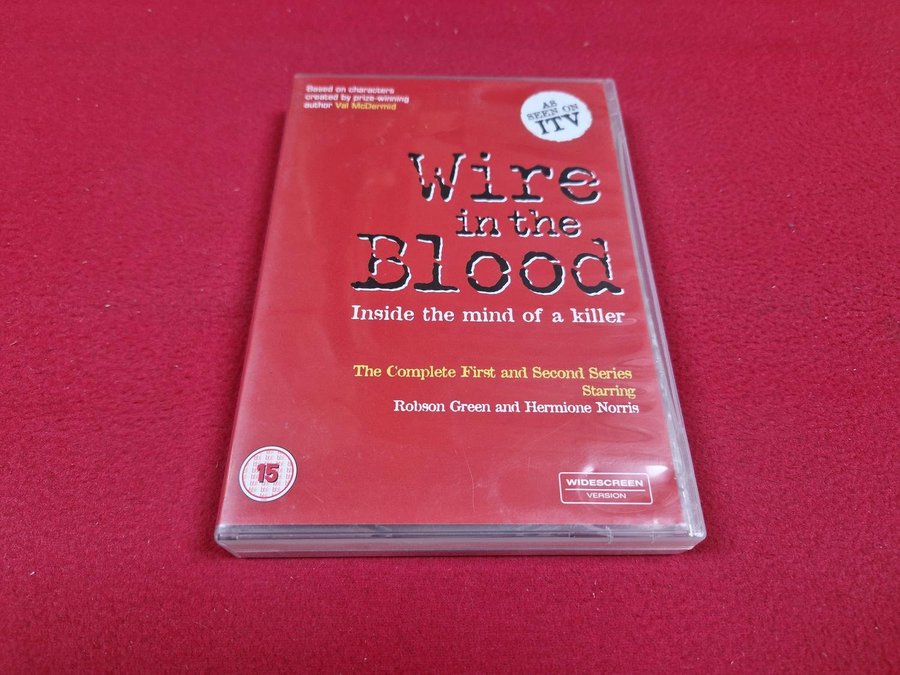 Based on characters
created by prize-winning
author Val McDermid
AS
SEEN ON
ITV
Wire
in the
Blood
Inside the mind of a killer
The Complete First and Second Series
Starring
Robson Green and Hermione Norris
15
WIDESCREEN
VERSION